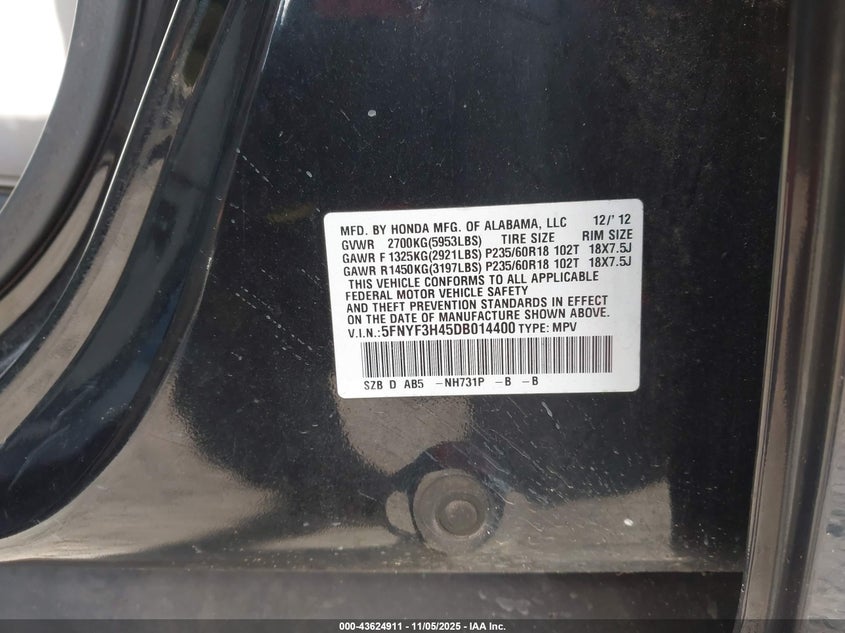 MFD. BY HONDA MFG. OF ALABAMA, LLC 12/'12
GVWR 2700KG(5953LBS) TIRE SIZE RIM SIZE
GAWR F 1325KG(2921LBS) P235/60R18 102T 18X7.5J
GAWR R1450KG(3197LBS) P235/60R18 102T 18X7.5J
THIS VEHICLE CONFORMS TO ALL APPLICABLE
FEDERAL MOTOR VEHICLE SAFETY
AND THEFT PREVENTION STANDARDS IN EFFECT
ON THE DATE OF MANUFACTURE SHOWN ABOVE.
V.I.N.: 5FNYF3H45DB014400 TYPE: MPV
SZB D AB5 -NH731P -B -B
000-43624911 - 11/05/2025 - IAA Inc.